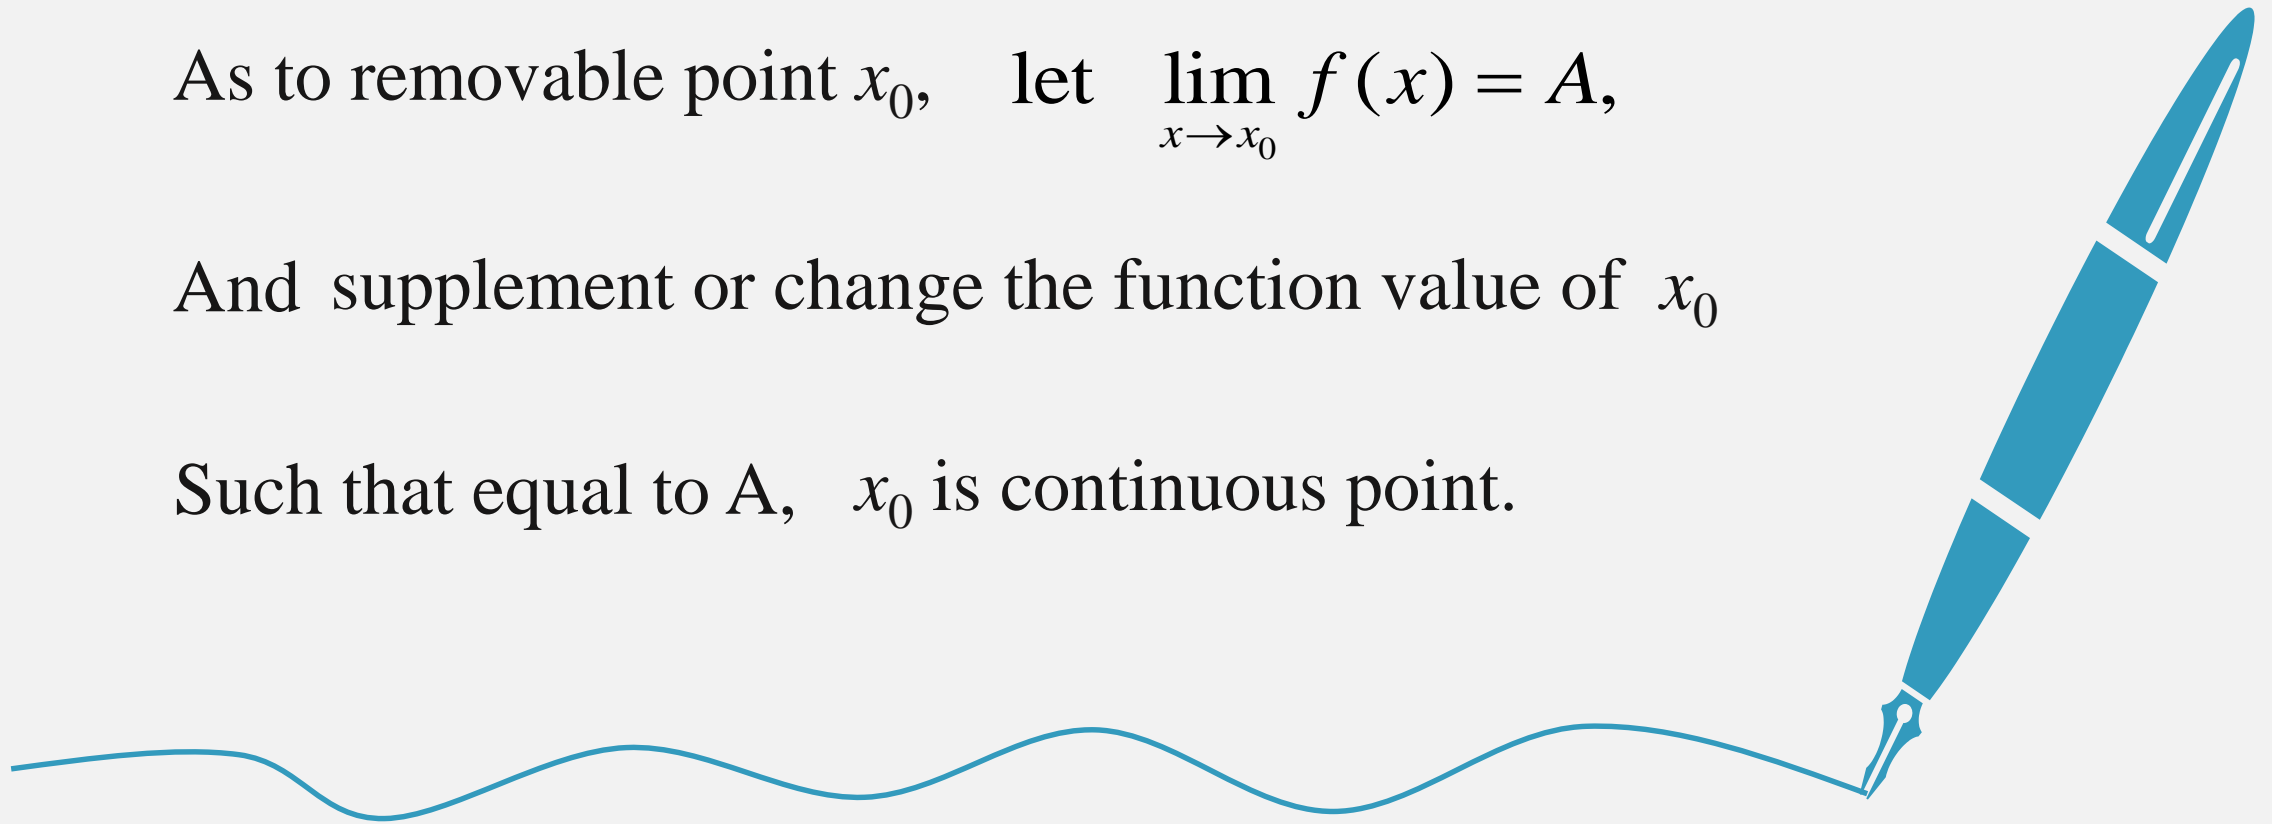 As to removable point x₀, let lim f(x) = A,
x→x₀
And supplement or change the function value of x₀
Such that equal to A, x₀ is continuous point.